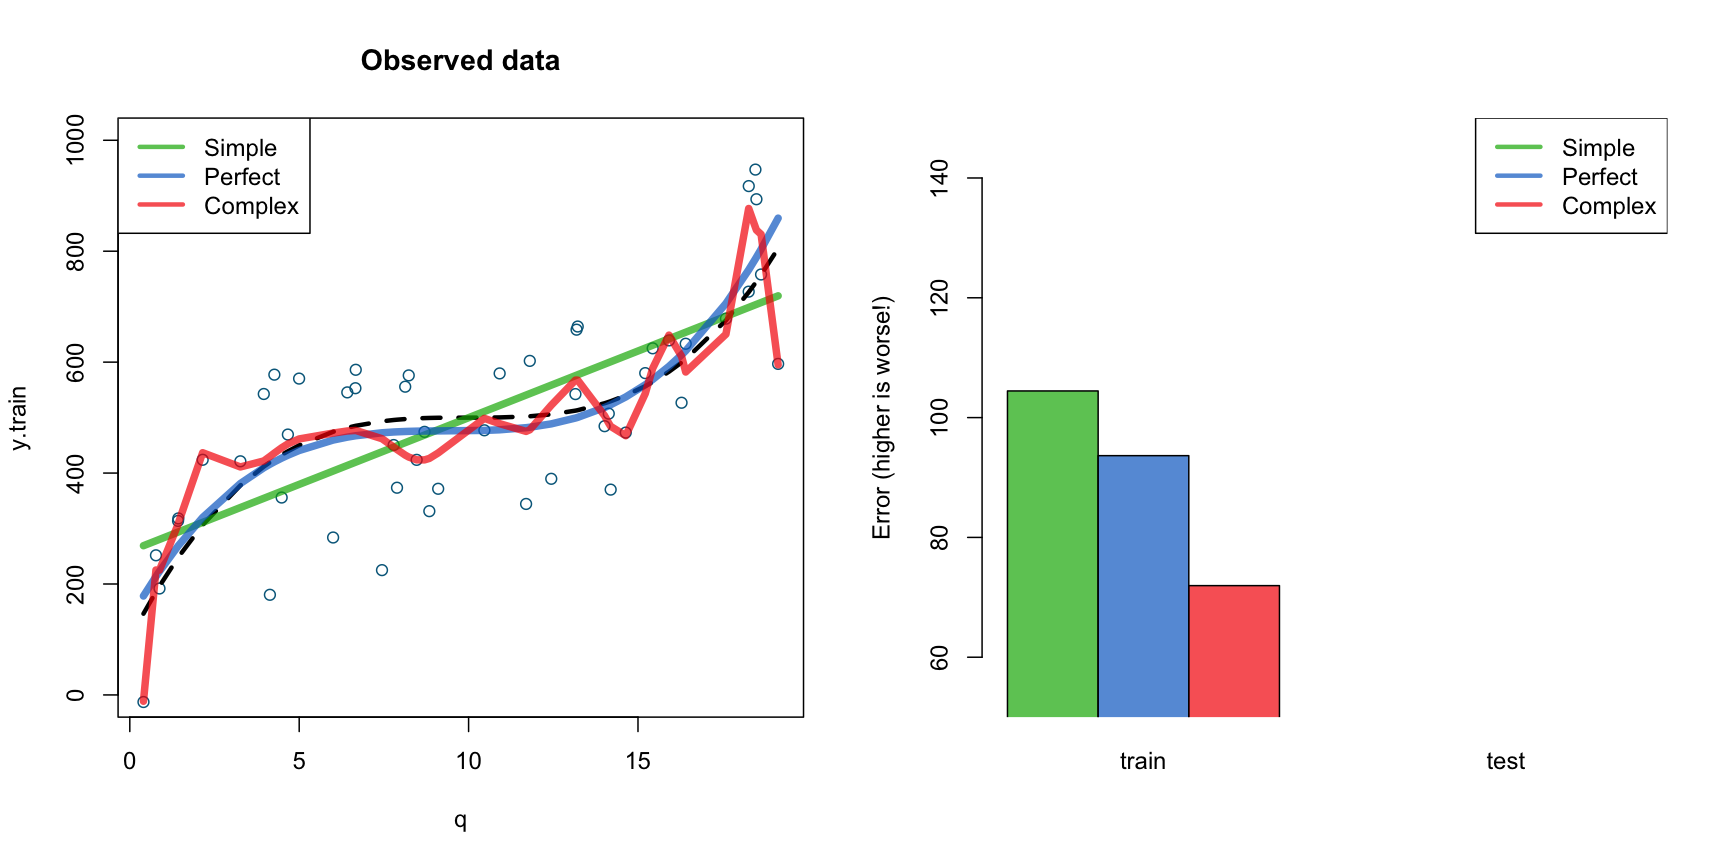 Observed data
Simple
Perfect
Complex
1000
800
600
400
200
0
y.train
0 5 10 15
q
Simple
Perfect
Complex
140
120
100
80
60
Error (higher is worse!)
train test